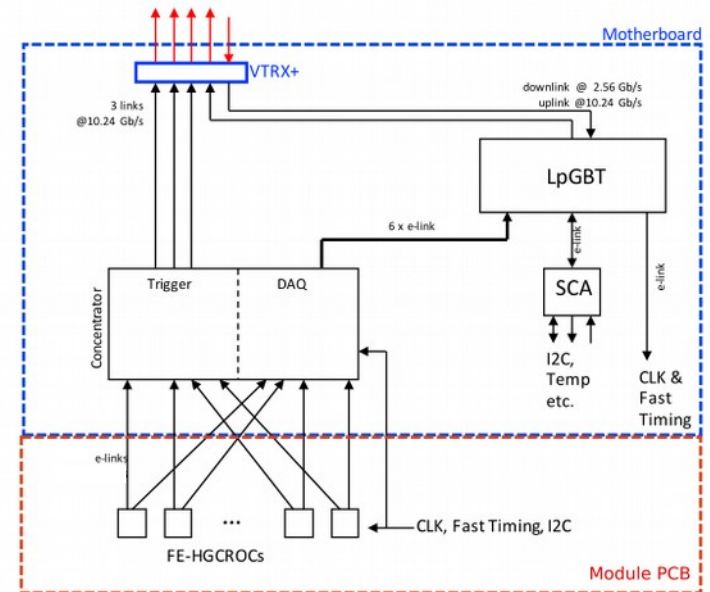 Motherboard
VTRX+
3 links
@10.24 Gb/s
downlink @ 2.56 Gb/s
uplink @10.24 Gb/s
LpGBT
6 x e-link
e-link
e-link
Concentrator
Trigger
DAQ
SCA
I2C,
Temp
etc.
CLK &
Fast
Timing
e-links
...
CLK, Fast Timing, I2C
FE-HGCROCs
Module PCB